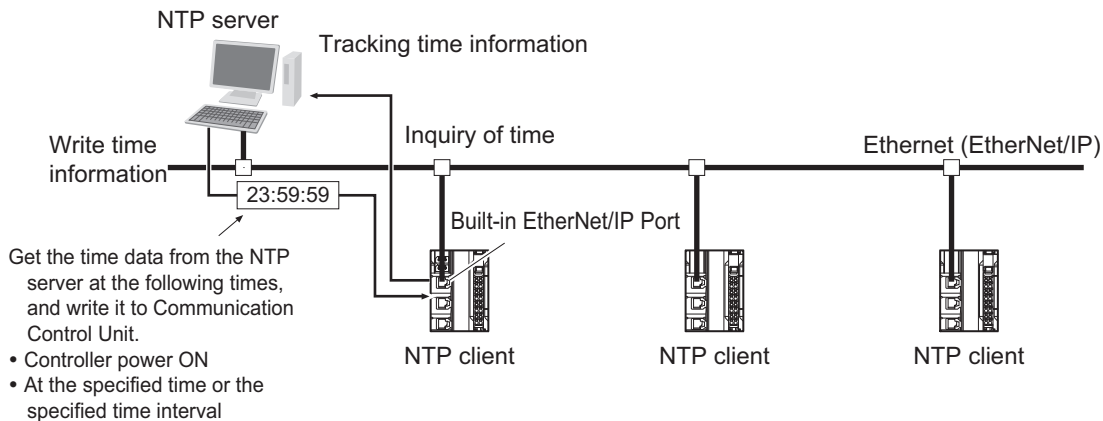 NTP server
Tracking time information
Write time
information
Inquiry of time
Ethernet (EtherNet/IP)
23:59:59
Built-in EtherNet/IP Port
Get the time data from the NTP
server at the following times,
and write it to Communication
Control Unit.
• Controller power ON
• At the specified time or the
specified time interval
NTP client
NTP client
NTP client